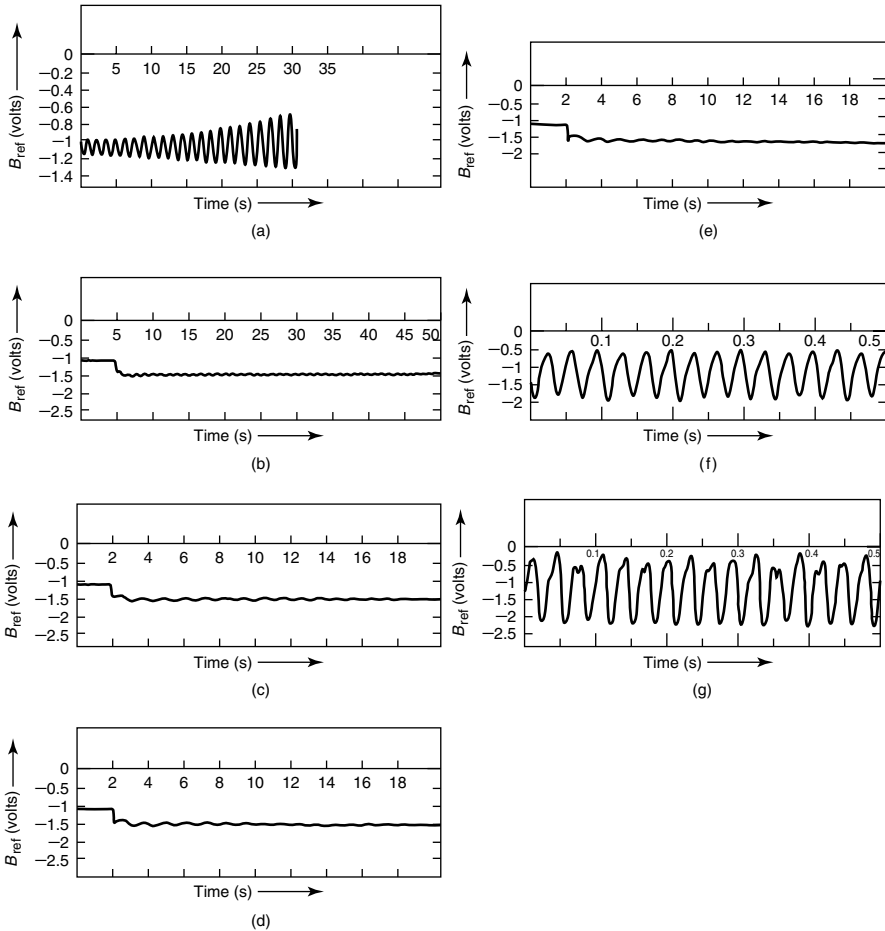 0
5 10 15 20 25 30 35
−0.2
−0.4
−0.6
−0.8
−1
−1.2
−1.4
B_ref (volts)
Time (s)
(a)
0
5 10 15 20 25 30 35 40 45 50
−0.5
−1
−1.5
−2
−2.5
B_ref (volts)
Time (s)
(b)
0
2 4 6 8 10 12 14 16 18
−0.5
−1
−1.5
−2
−2.5
B_ref (volts)
Time (s)
(c)
0
2 4 6 8 10 12 14 16 18
−0.5
−1
−1.5
−2
−2.5
B_ref (volts)
Time (s)
(d)
0
2 4 6 8 10 12 14 16 18
−0.5
−1
−1.5
−2
B_ref (volts)
Time (s)
(e)
0
0.1 0.2 0.3 0.4 0.5
−0.5
−1
−1.5
−2
B_ref (volts)
Time (s)
(f)
0
0.1 0.2 0.3 0.4 0.5
−0.5
−1
−1.5
−2
−2.5
B_ref (volts)
Time (s)
(g)